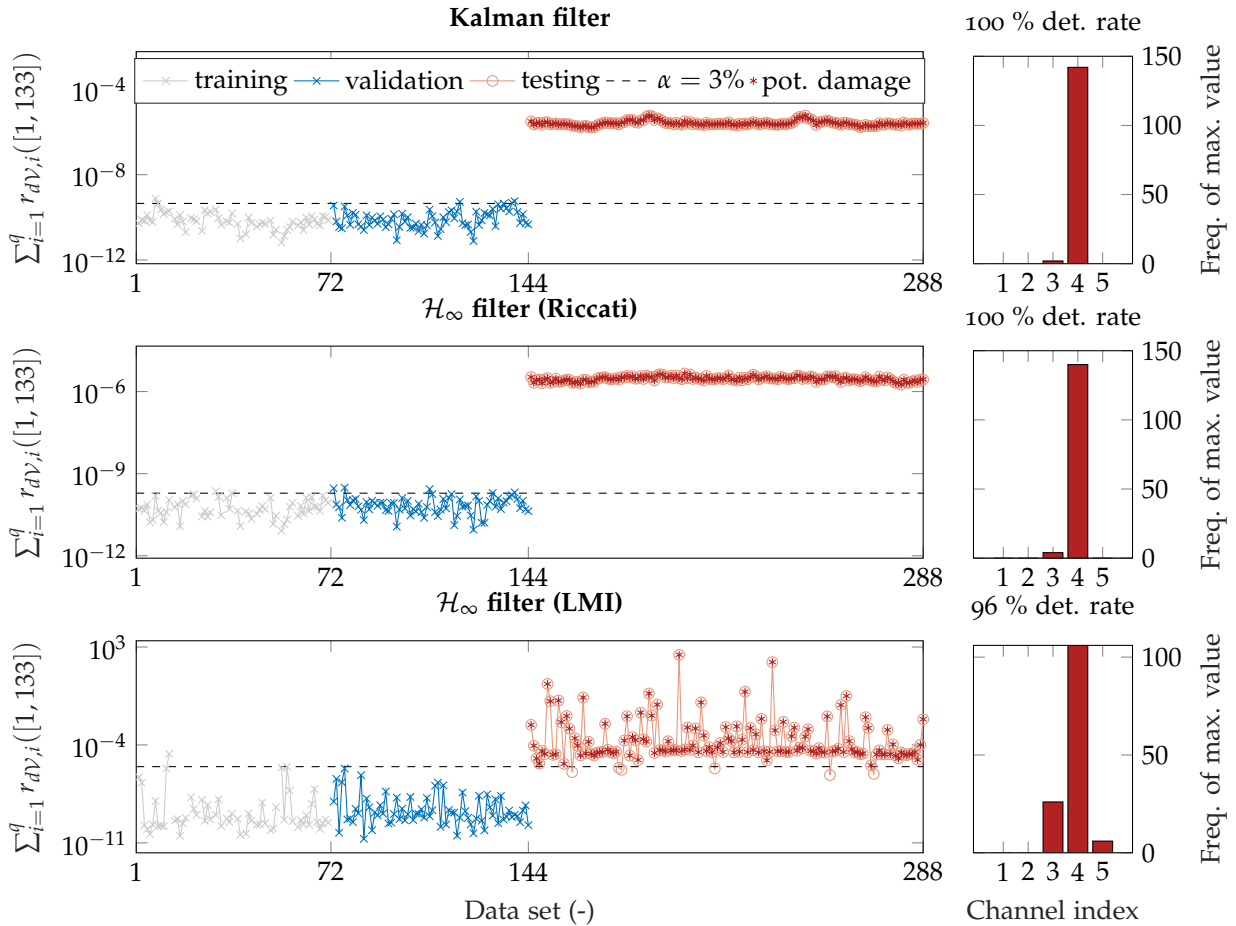 Kalman filter
100 % det. rate
training validation testing α = 3% pot. damage
∑_{i=1}^{q} r_{dν,i}([1, 133])
10^{−4}
10^{−8}
10^{−12}
1 72 144 288
150
100
50
0
Freq. of max. value
1 2 3 4 5
ℋ_∞ filter (Riccati)
100 % det. rate
∑_{i=1}^{q} r_{dν,i}([1, 133])
10^{−6}
10^{−9}
10^{−12}
1 72 144 288
150
100
50
0
Freq. of max. value
1 2 3 4 5
ℋ_∞ filter (LMI)
96 % det. rate
∑_{i=1}^{q} r_{dν,i}([1, 133])
10^{3}
10^{−4}
10^{−11}
1 72 144 288
Data set (-)
100
50
0
Freq. of max. value
1 2 3 4 5
Channel index